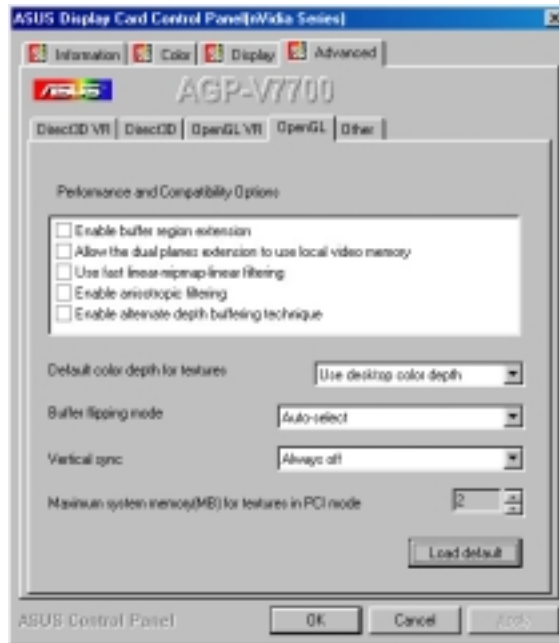 ASUS Display Card Control Panel(nVidia Series)
Information Color Display Advanced
ASUS AGP-V7700
Direct3D VR Direct3D OpenGL VR OpenGL Other
Performance and Compatibility Options
Enable buffer region extension
Allow the dual planes extension to use local video memory
Use fast linear-mipmap-linear filtering
Enable anisotropic filtering
Enable alternate depth buffering technique
Default color depth for textures Use desktop color depth
Buffer flipping mode Auto-select
Vertical sync Always off
Maximum system memory(MB) for textures in PCI mode 2
Load default
ASUS Control Panel OK Cancel Apply